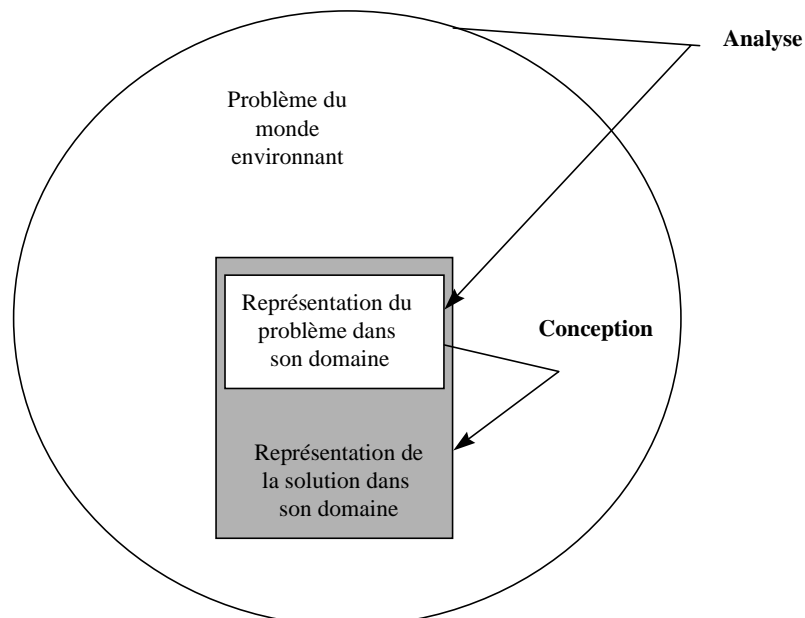 Analyse
Problème du
monde
environnant
Représentation du
problème dans
son domaine
Conception
Représentation de
la solution dans
son domaine